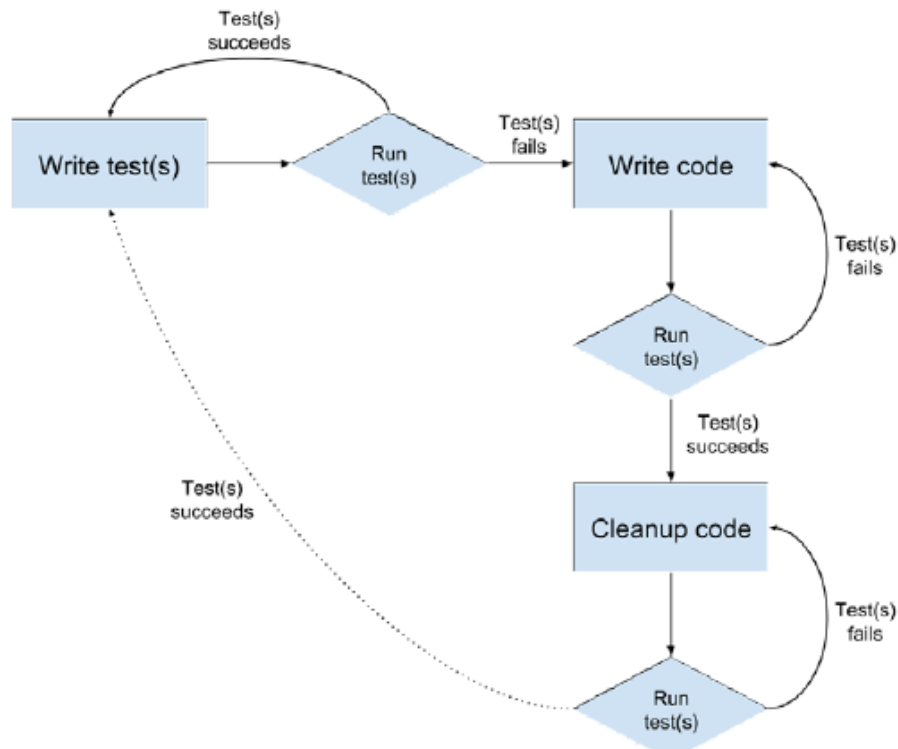 Test(s)
succeeds
Write test(s)
Run
test(s)
Test(s)
fails
Write code
Test(s)
fails
Run
test(s)
Test(s)
succeeds
Test(s)
succeeds
Cleanup code
Test(s)
fails
Run
test(s)